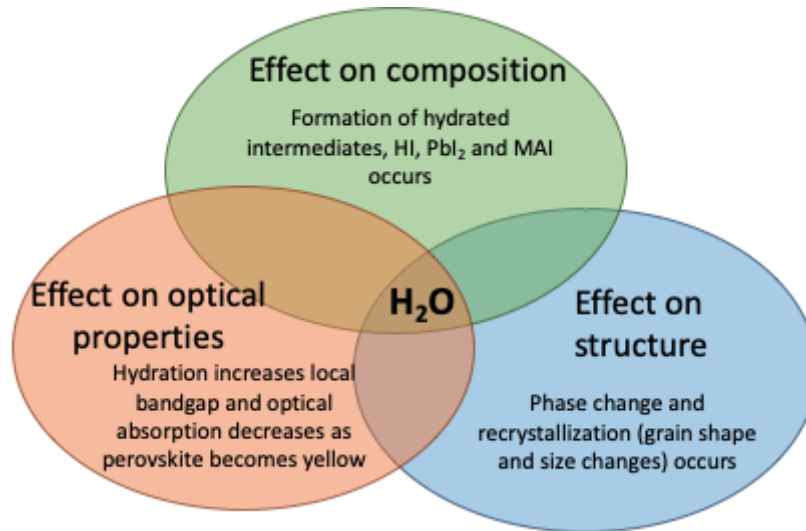 Effect on composition
Formation of hydrated
intermediates, HI, PbI₂ and MAI
occurs
H₂O
Effect on optical
properties
Hydration increases local
bandgap and optical
absorption decreases as
perovskite becomes yellow
Effect on
structure
Phase change and
recrystallization (grain shape
and size changes) occurs